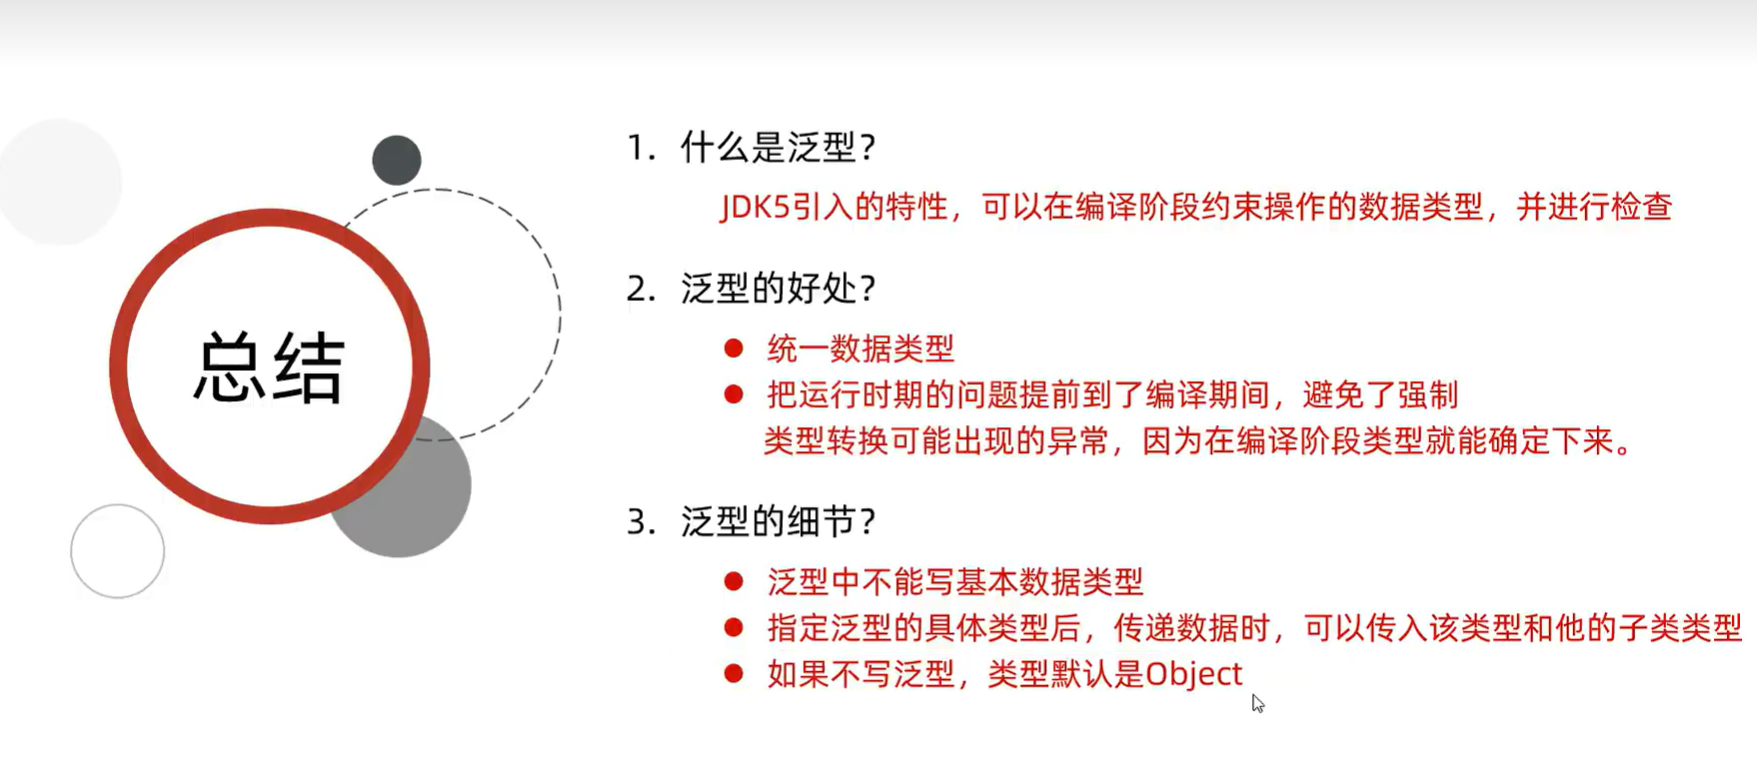 总结
1. 什么是泛型？
JDK5引入的特性，可以在编译阶段约束操作的数据类型，并进行检查
2. 泛型的好处？
● 统一数据类型
● 把运行时期的问题提前到了编译期间，避免了强制
类型转换可能出现的异常，因为在编译阶段类型就能确定下来。
3. 泛型的细节？
● 泛型中不能写基本数据类型
● 指定泛型的具体类型后，传递数据时，可以传入该类型和他的子类类型
● 如果不写泛型，类型默认是Object